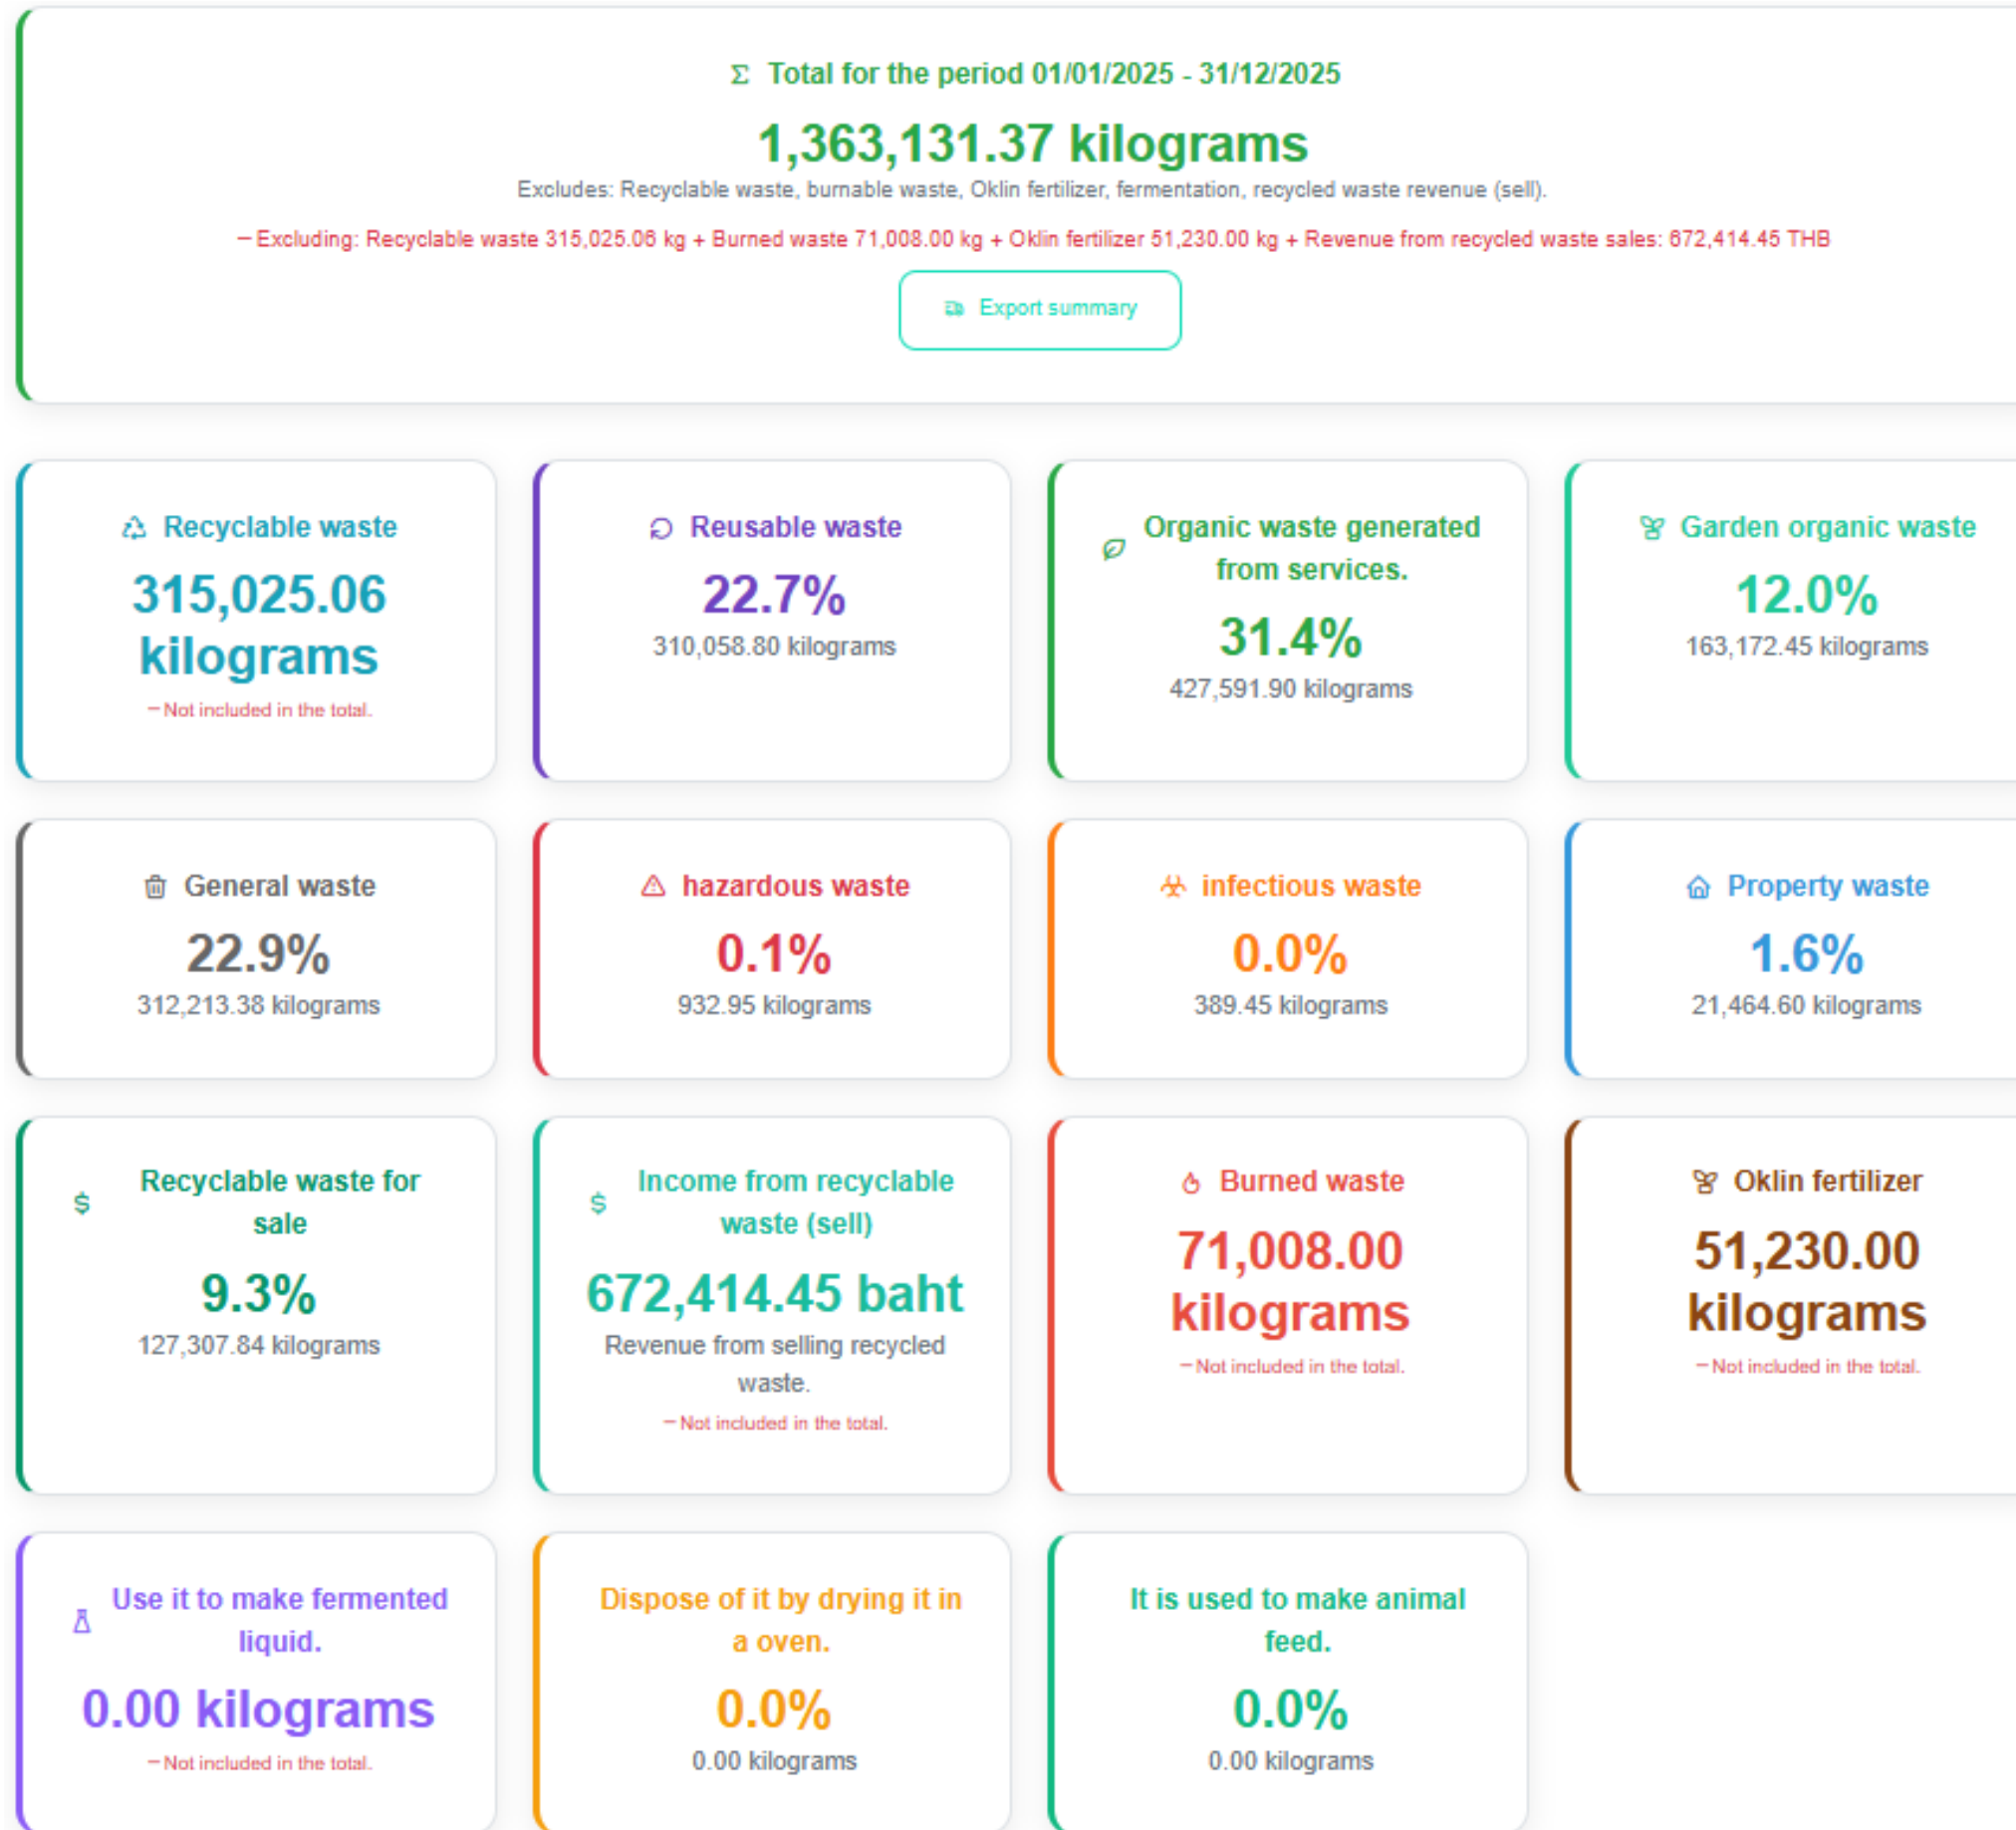 Σ Total for the period 01/01/2025 - 31/12/2025
1,363,131.37 kilograms
Excludes: Recyclable waste, burnable waste, Oklin fertilizer, fermentation, recycled waste revenue (sell).
— Excluding: Recyclable waste 315,025.06 kg + Burned waste 71,008.00 kg + Oklin fertilizer 51,230.00 kg + Revenue from recycled waste sales: 672,414.45 THB
Export summary
Recyclable waste
315,025.06
kilograms
— Not included in the total.
Reusable waste
22.7%
310,058.80 kilograms
Organic waste generated
from services.
31.4%
427,591.90 kilograms
Garden organic waste
12.0%
163,172.45 kilograms
General waste
22.9%
312,213.38 kilograms
hazardous waste
0.1%
932.95 kilograms
infectious waste
0.0%
389.45 kilograms
Property waste
1.6%
21,464.60 kilograms
$ Recyclable waste for
sale
9.3%
127,307.84 kilograms
$ Income from recyclable
waste (sell)
672,414.45 baht
Revenue from selling recycled
waste.
— Not included in the total.
Burned waste
71,008.00
kilograms
— Not included in the total.
Oklin fertilizer
51,230.00
kilograms
— Not included in the total.
Use it to make fermented
liquid.
0.00 kilograms
— Not included in the total.
Dispose of it by drying it in
a oven.
0.0%
0.00 kilograms
It is used to make animal
feed.
0.0%
0.00 kilograms